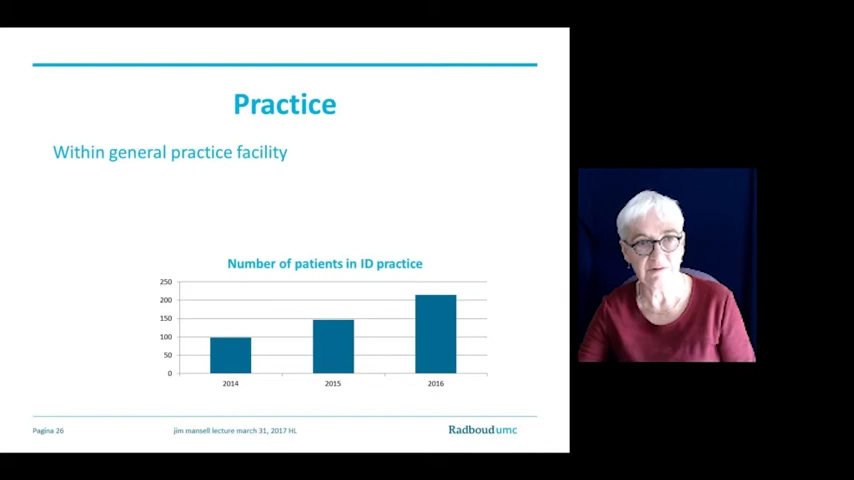 Practice
Within general practice facility
Number of patients in ID practice
250
200
150
100
50
0
2014 2015 2016
Pagina 26 jim mansell lecture march 31, 2017 HL Radboudumc